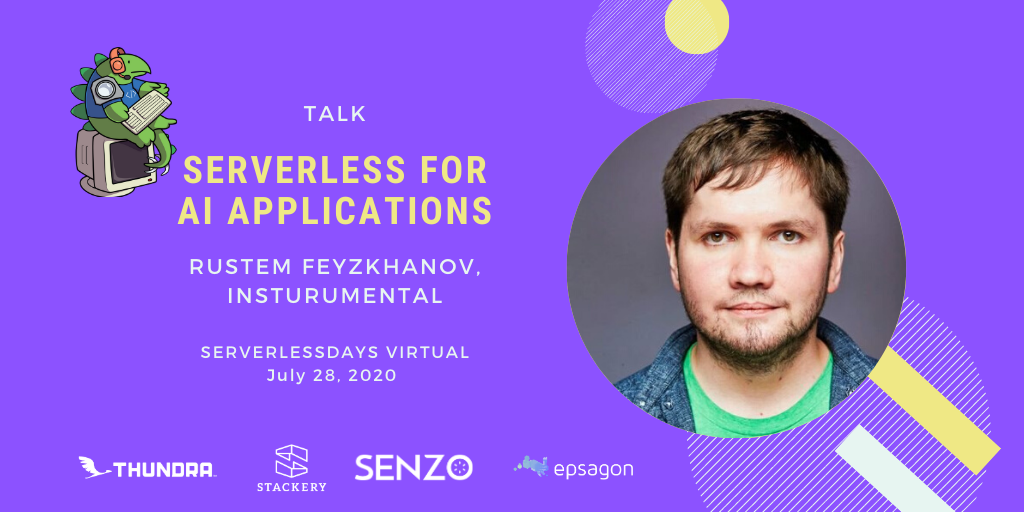 TALK
SERVERLESS FOR
AI APPLICATIONS
RUSTEM FEYZKHANOV,
INSTURUMENTAL
SERVERLESSDAYS VIRTUAL
July 28, 2020
THUNDRA
STACKERY
SENZO
epsagon